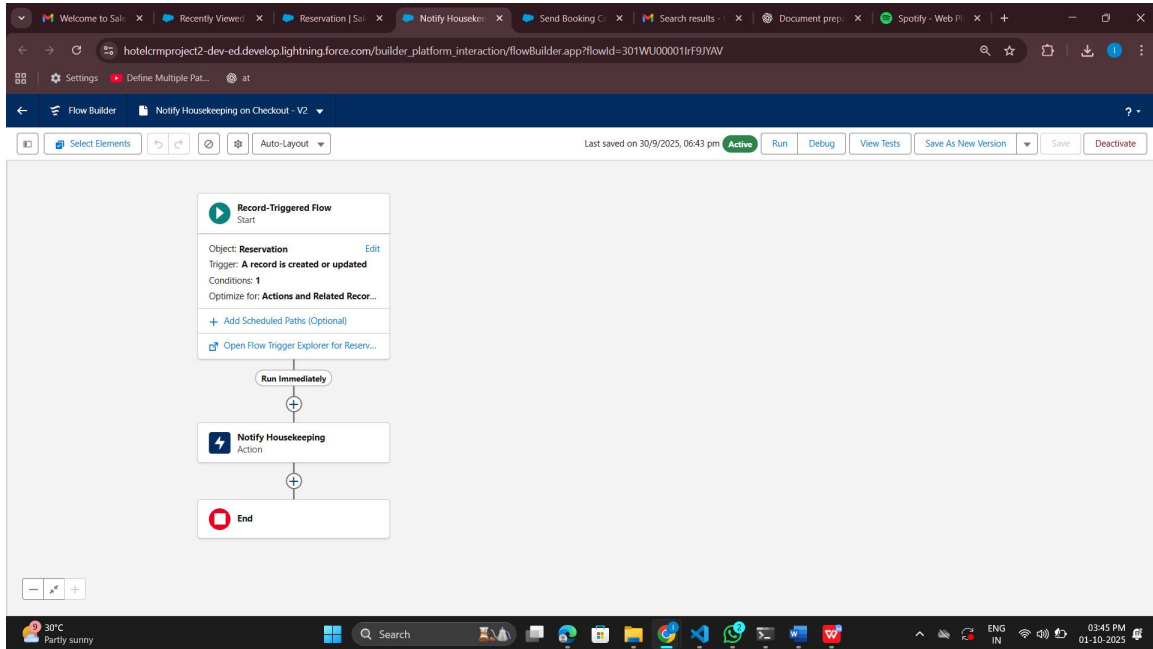 Welcome to Sale
Recently Viewed
Reservation | Sal
Notify Housekee
Send Booking C
Search results -
Document prepa
Spotify - Web Pl
hotelcrmproject2-dev-ed.develop.lightning.force.com/builder_platform_interaction/flowBuilder.app?flowId=301WU00001IrF9JYAV
Settings
Define Multiple Pat...
at
Flow Builder
Notify Housekeeping on Checkout - V2
?
Select Elements
Auto-Layout
Last saved on 30/9/2025, 06:43 pm
Active
Run
Debug
View Tests
Save As New Version
Save
Deactivate
Record-Triggered Flow
Start
Object: Reservation
Edit
Trigger: A record is created or updated
Conditions: 1
Optimize for: Actions and Related Recor...
+ Add Scheduled Paths (Optional)
Open Flow Trigger Explorer for Reserv...
Run Immediately
Notify Housekeeping
Action
End
9
30°C
Partly sunny
Search
2
ENG
IN
03:45 PM
01-10-2025